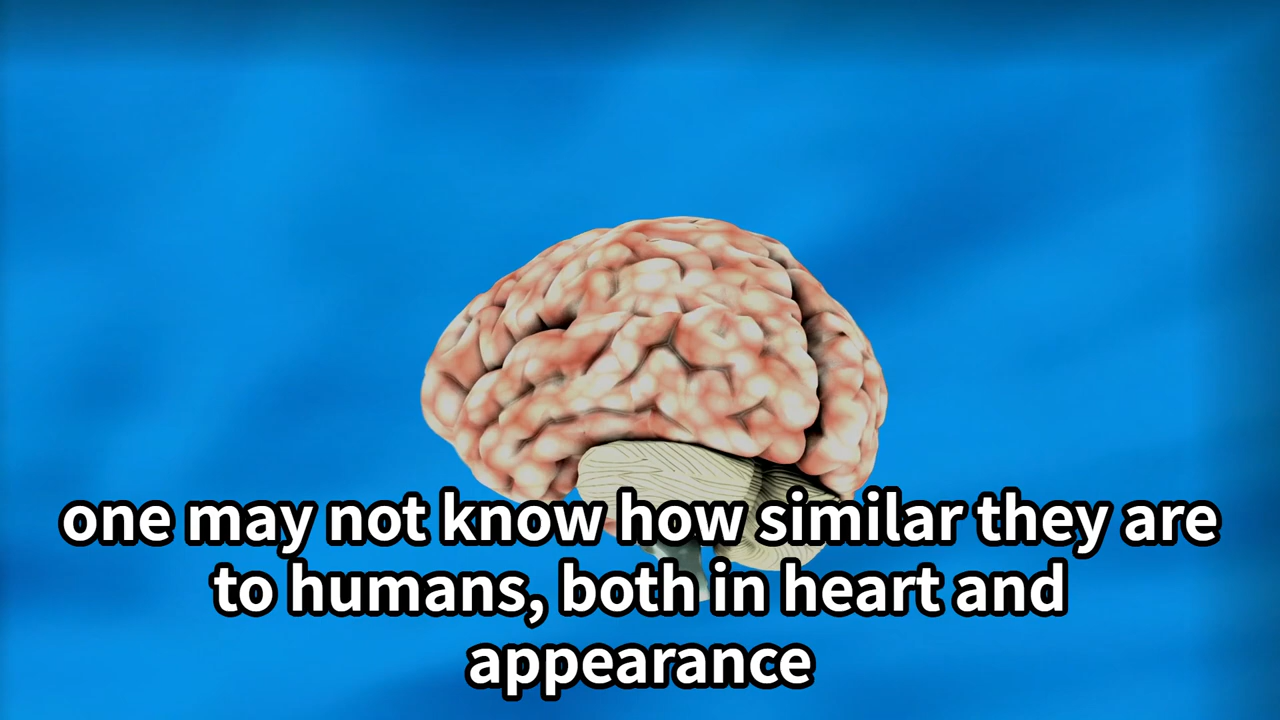 one may not know how similar they are
to humans, both in heart and
appearance